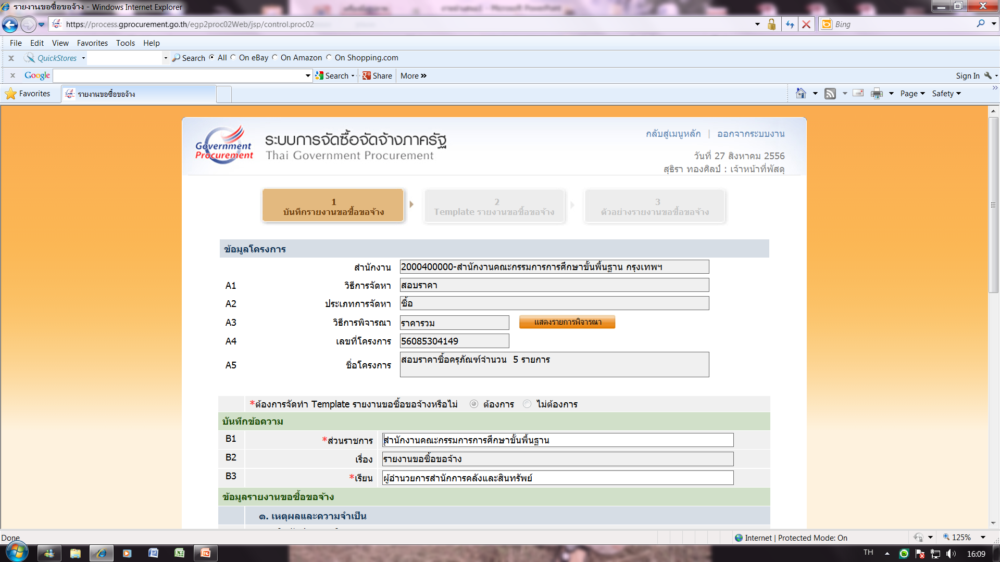 รายงานขอซื้อขอจ้าง - Windows Internet Explorer
https://process.gprocurement.go.th/egp2proc02Web/jsp/control.proc02
Bing
File Edit View Favorites Tools Help
x QuickStores Search All On eBay On Amazon On Shopping.com
x Google Search Share More »
Sign In
Favorites รายงานขอซื้อขอจ้าง
Page Safety »
Government Procurement
ระบบการจัดซื้อจัดจ้างภาครัฐ
Thai Government Procurement
กลับสู่เมนูหลัก | ออกจากระบบงาน
วันที่ 27 สิงหาคม 2556
สุธิรา ทองศิลป์ : เจ้าหน้าที่พัสดุ
1
บันทึกรายงานขอซื้อขอจ้าง
2
Template รายงานขอซื้อขอจ้าง
3
ตัวอย่างรายงานขอซื้อขอจ้าง
ข้อมูลโครงการ
สำนักงาน 2000400000-สำนักงานคณะกรรมการการศึกษาขั้นพื้นฐาน กรุงเทพฯ
A1 วิธีการจัดหา สอบราคา
A2 ประเภทการจัดหา ซื้อ
A3 วิธีการพิจารณา ราคารวม แสดงรายการพิจารณา
A4 เลขที่โครงการ 56085304149
A5 ชื่อโครงการ สอบราคาซื้อครุภัณฑ์จำนวน 5 รายการ
*ต้องการจัดทำ Template รายงานขอซื้อขอจ้างหรือไม่ ต้องการ ไม่ต้องการ
บันทึกข้อความ
B1 *ส่วนราชการ สำนักงานคณะกรรมการการศึกษาขั้นพื้นฐาน
B2 เรื่อง รายงานขอซื้อขอจ้าง
B3 *เรียน ผู้อำนวยการสำนักการคลังและสินทรัพย์
ข้อมูลรายงานขอซื้อขอจ้าง
๑. เหตุผลและความจำเป็น
Done
Internet | Protected Mode: On
125%
TH
16:09